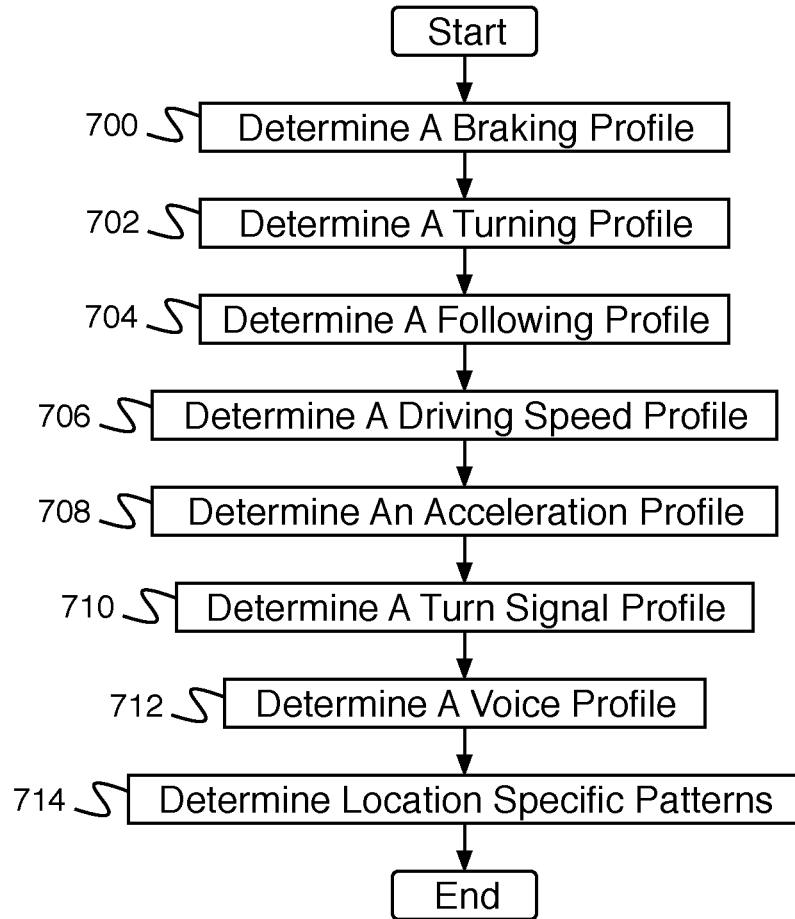 Start
700 Determine A Braking Profile
702 Determine A Turning Profile
704 Determine A Following Profile
706 Determine A Driving Speed Profile
708 Determine An Acceleration Profile
710 Determine A Turn Signal Profile
712 Determine A Voice Profile
714 Determine Location Specific Patterns
End